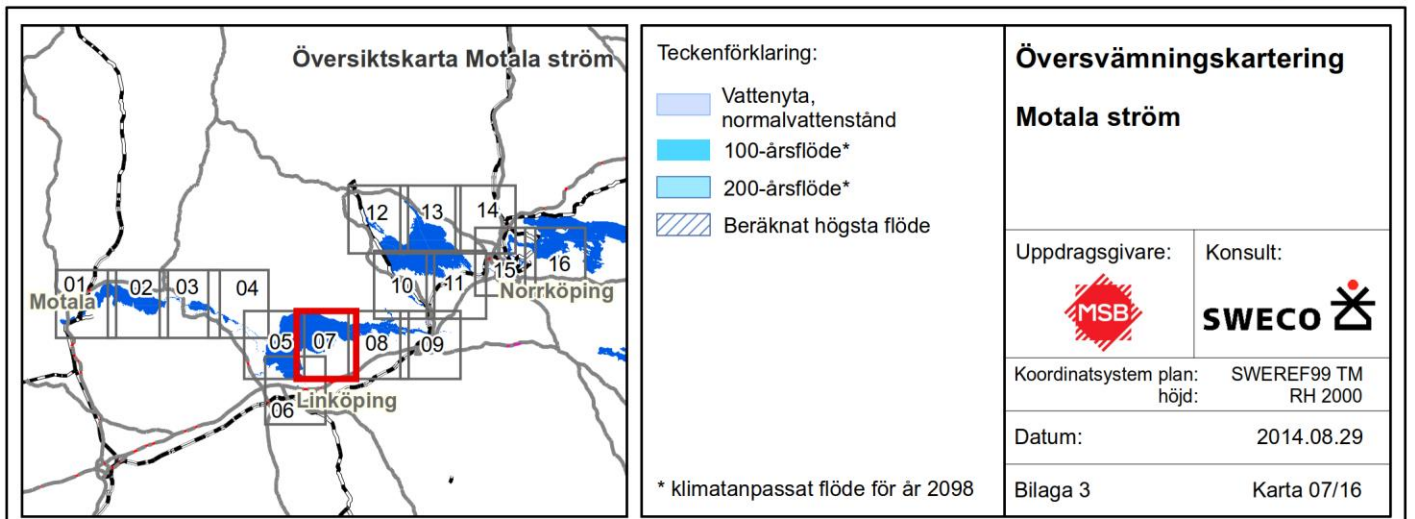 Översiktskarta Motala ström
12
13
14
15
16
01
02
03
04
Motala
10
11
Norrköping
05
07
08
09
06
Linköping
Teckenförklaring:
Vattenyta,
normalvattenstånd
100-årsflöde*
200-årsflöde*
Beräknat högsta flöde
* klimatanpassat flöde för år 2098
Översvämningskartering
Motala ström
Uppdragsgivare:
MSB
Konsult:
SWECO
Koordinatsystem plan: SWEREF99 TM
höjd: RH 2000
Datum: 2014.08.29
Bilaga 3 Karta 07/16